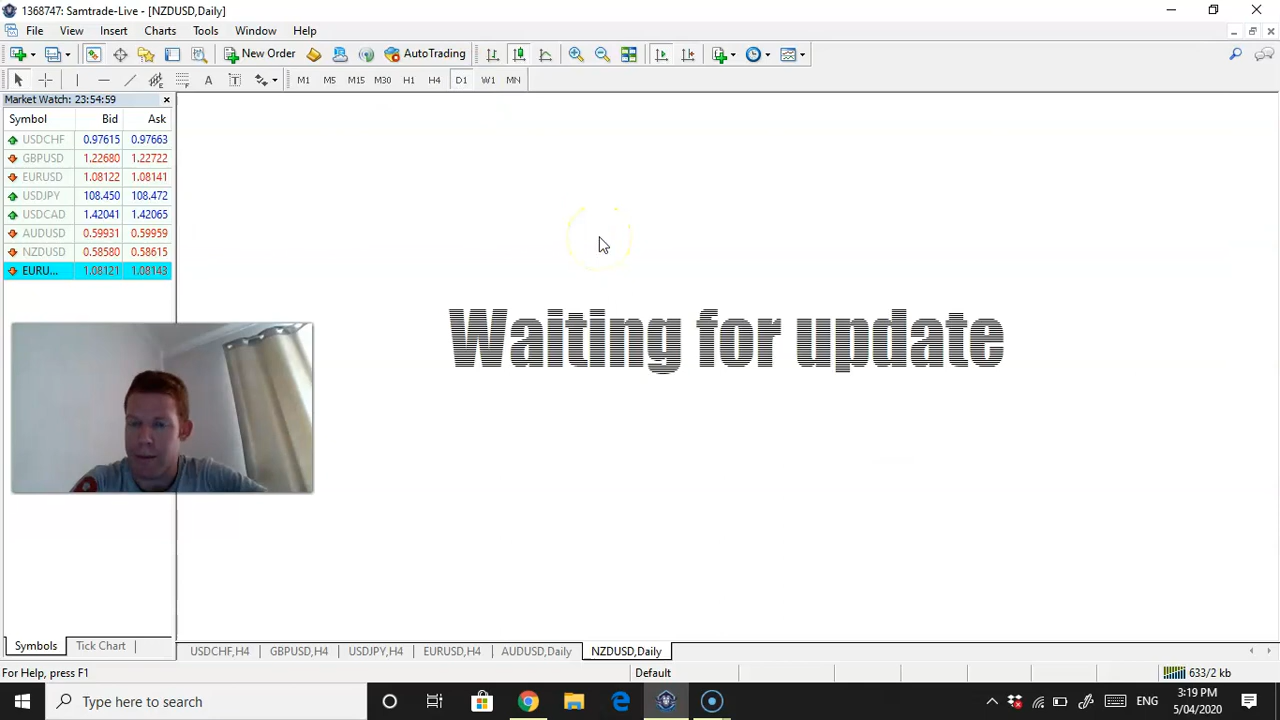 1368747: Samtrade-Live - [NZDUSD,Daily]
File View Insert Charts Tools Window Help
New Order AutoTrading
A T M1 M5 M15 M30 H1 H4 D1 W1 MN
Market Watch: 23:54:59
Symbol Bid Ask
USDCHF 0.97615 0.97663
GBPUSD 1.22680 1.22722
EURUSD 1.08122 1.08141
USDJPY 108.450 108.472
USDCAD 1.42041 1.42065
AUDUSD 0.59931 0.59959
NZDUSD 0.58580 0.58615
EURU... 1.08121 1.08143
Waiting for update
Symbols Tick Chart
USDCHF,H4 GBPUSD,H4 USDJPY,H4 EURUSD,H4 AUDUSD,Daily NZDUSD,Daily
For Help, press F1 Default 633/2 kb
Type here to search ENG 3:19 PM
5/04/2020